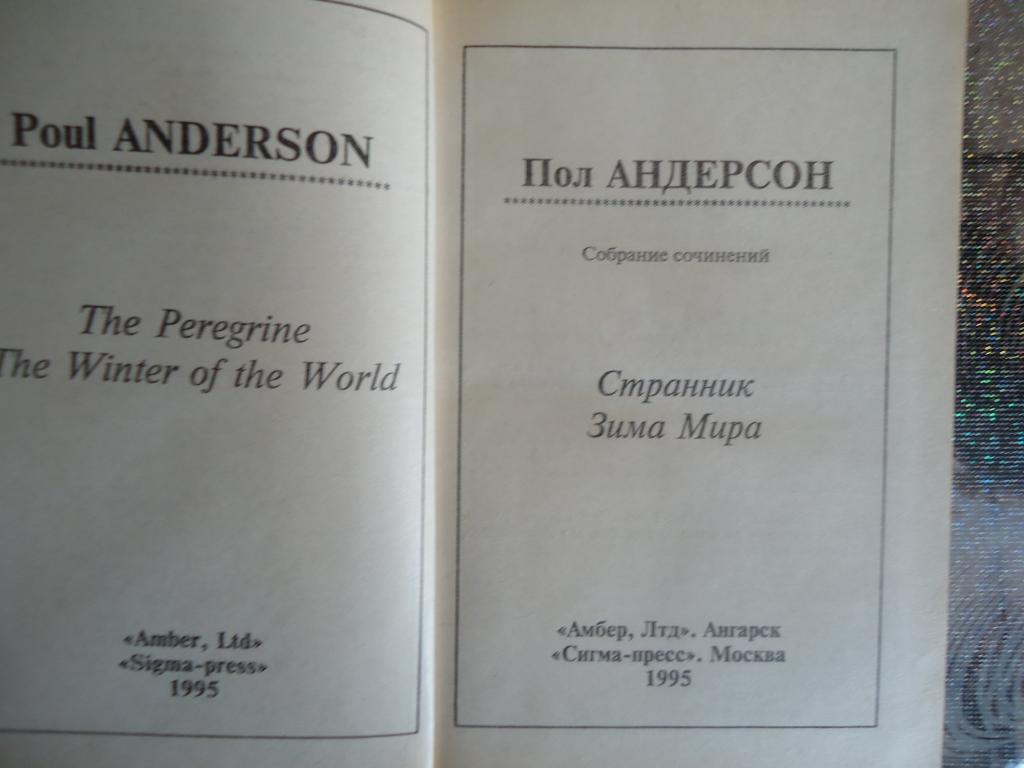 Poul ANDERSON
The Peregrine
The Winter of the World
«Amber, Ltd»
«Sigma-press»
1995
Пол АНДЕРСОН
Собрание сочинений
Странник
Зима Мира
«Амбер, Лтд». Ангарск
«Сигма-пресс». Москва
1995